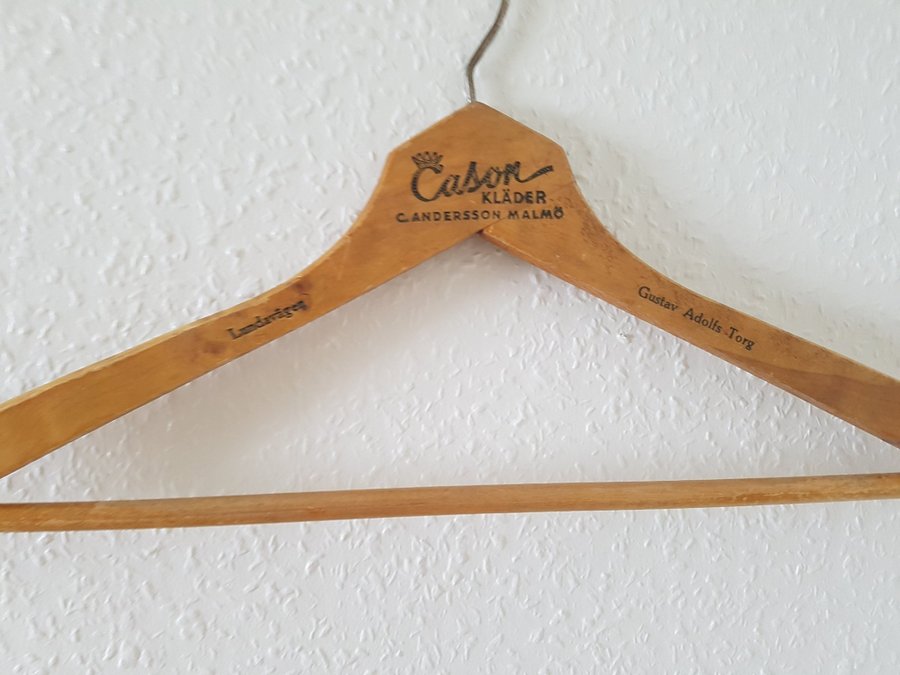 Cason
KLÄDER
C. ANDERSSON MALMÖ
Lundavägen
Gustav Adolfs Torg